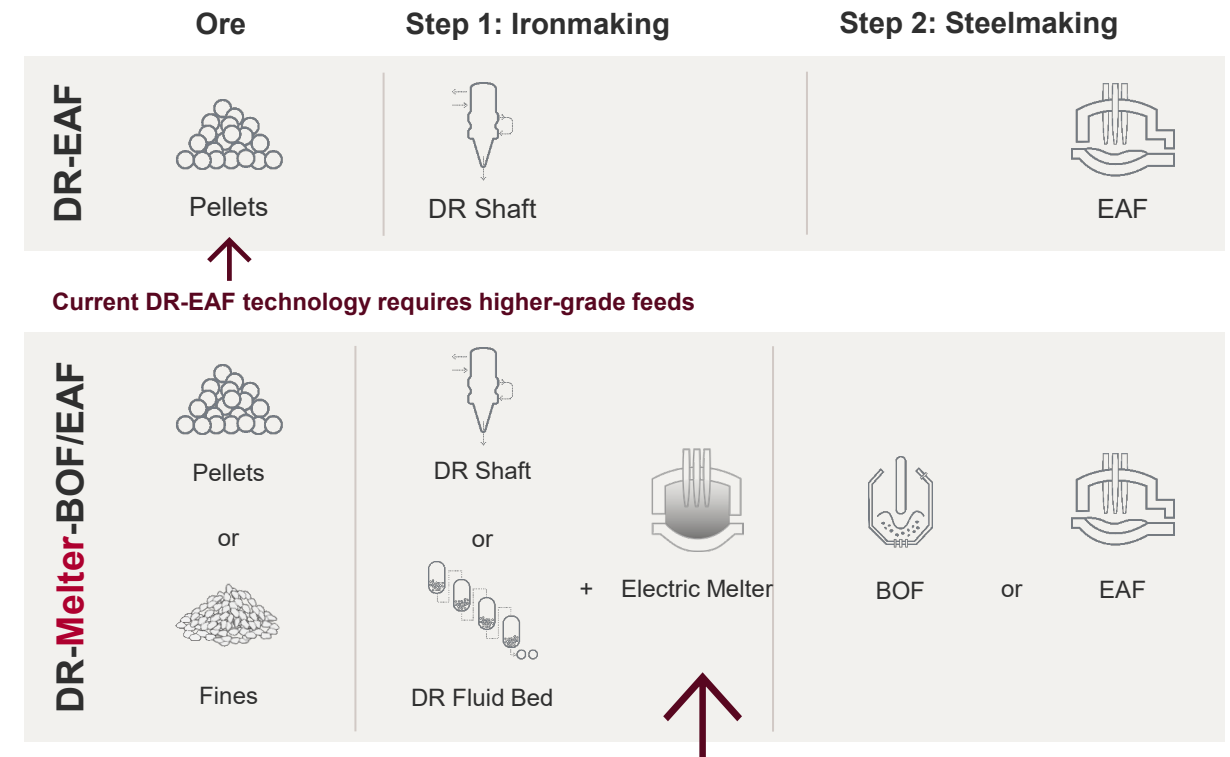 Ore
Step 1: Ironmaking
Step 2: Steelmaking
DR-EAF
Pellets
DR Shaft
EAF
Current DR-EAF technology requires higher-grade feeds
DR-Melter-BOF/EAF
Pellets
or
Fines
DR Shaft
or
DR Fluid Bed
+
Electric Melter
BOF
or
EAF